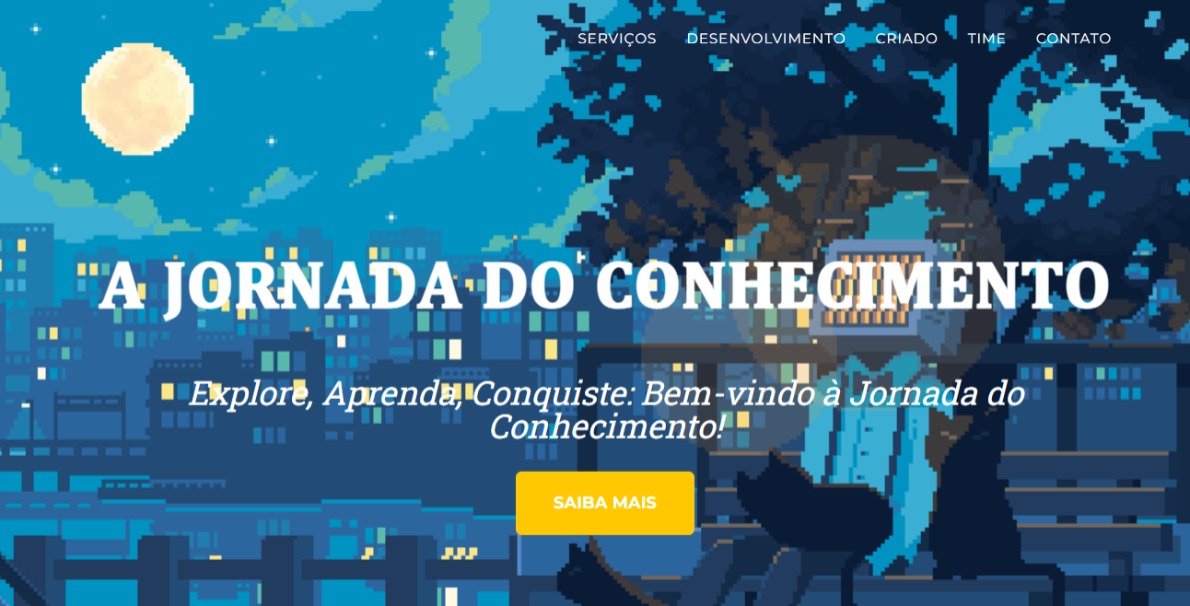 SERVIÇOS DESENVOLVIMENTO CRIADO TIME CONTATO
A JORNADA DO CONHECIMENTO
Explore, Aprenda, Conquiste: Bem-vindo à Jornada do
Conhecimento!
SAIBA MAIS